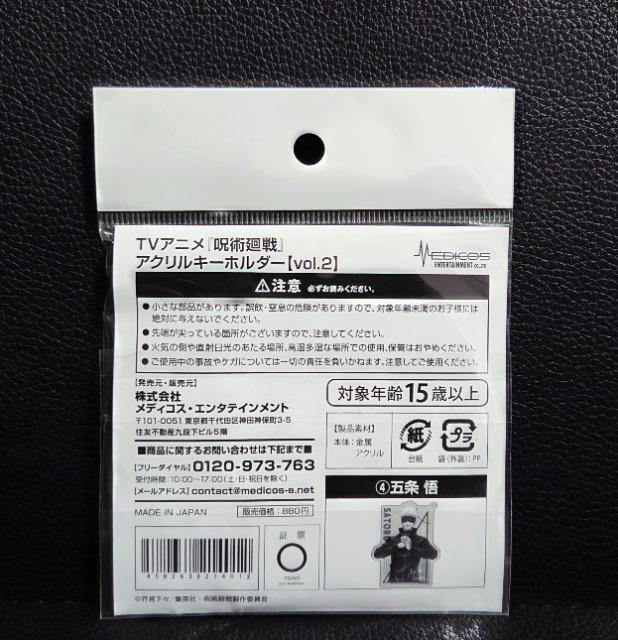 TVアニメ『呪術廻戦』
アクリルキーホルダー【vol.2】
MEDICOS
ENTERTAINMENT CO.,LTD
注意 必ずお読みください。
●小さな部品があります。誤飲・窒息の危険がありますので、対象年齢未満のお子様には
絶対に与えないでください。
●先端が尖っている箇所がございますので、注意してください。
●火気の側や直射日光のあたる場所、高温多湿な場所での使用、保管はおやめください。
●ご使用中の事故やケガについては一切の責任を負いかねます。注意してご使用ください。
【発売元・販売元】
株式会社
メディコス・エンタテインメント
〒101-0051 東京都千代田区神田神保町3-5
住友不動産九段下ビル5階
■商品に関するお問い合わせは下記まで■
【フリーダイヤル】0120-973-763
受付時間:10:00~17:00(土・日・祝日を除く)
【メールアドレス】contact@medicos-e.net
MADE IN JAPAN
販売価格:880円
対象年齢15歳以上
【製品素材】
本体:金属
アクリル
紙
台紙
プラ
袋(外装):PP
④五条 悟
SATOR
証 票
TOHO
animation
4582639214012
©芥見下々/集英社・呪術廻戦製作委員会